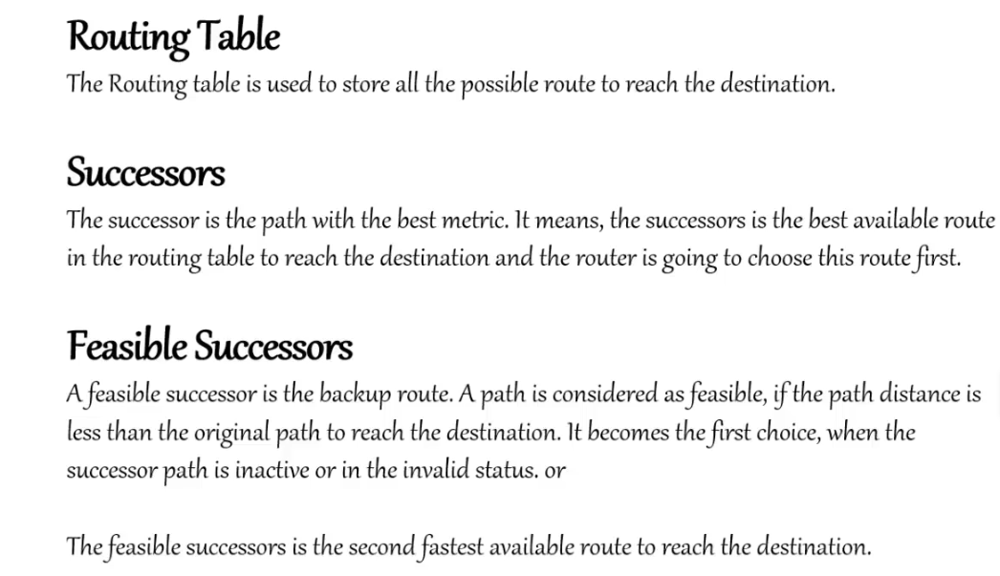 Routing Table
The Routing table is used to store all the possible route to reach the destination.
Successors
The successor is the path with the best metric. It means, the successors is the best available route
in the routing table to reach the destination and the router is going to choose this route first.
Feasible Successors
A feasible successor is the backup route. A path is considered as feasible, if the path distance is
less than the original path to reach the destination. It becomes the first choice, when the
successor path is inactive or in the invalid status. or
The feasible successors is the second fastest available route to reach the destination.